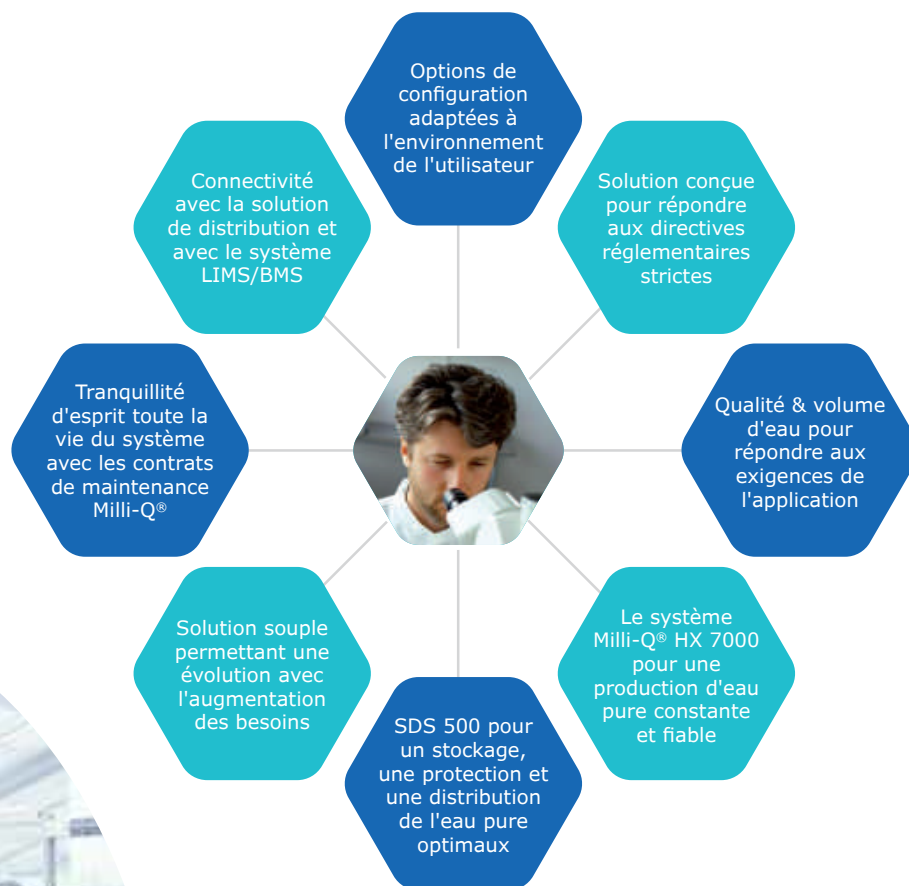 Options de
configuration
adaptées à
l'environnement
de l'utilisateur
Solution conçue
pour répondre
aux directives
réglementaires
strictes
Qualité & volume
d'eau pour
répondre aux
exigences de
l'application
Le système
Milli-Q® HX 7000
pour une
production d'eau
pure constante
et fiable
SDS 500 pour
un stockage,
une protection et
une distribution
de l'eau pure
optimaux
Solution souple
permettant une
évolution avec
l'augmentation
des besoins
Tranquillité
d'esprit toute la
vie du système
avec les contrats
de maintenance
Milli-Q®
Connectivité
avec la solution
de distribution et
avec le système
LIMS/BMS